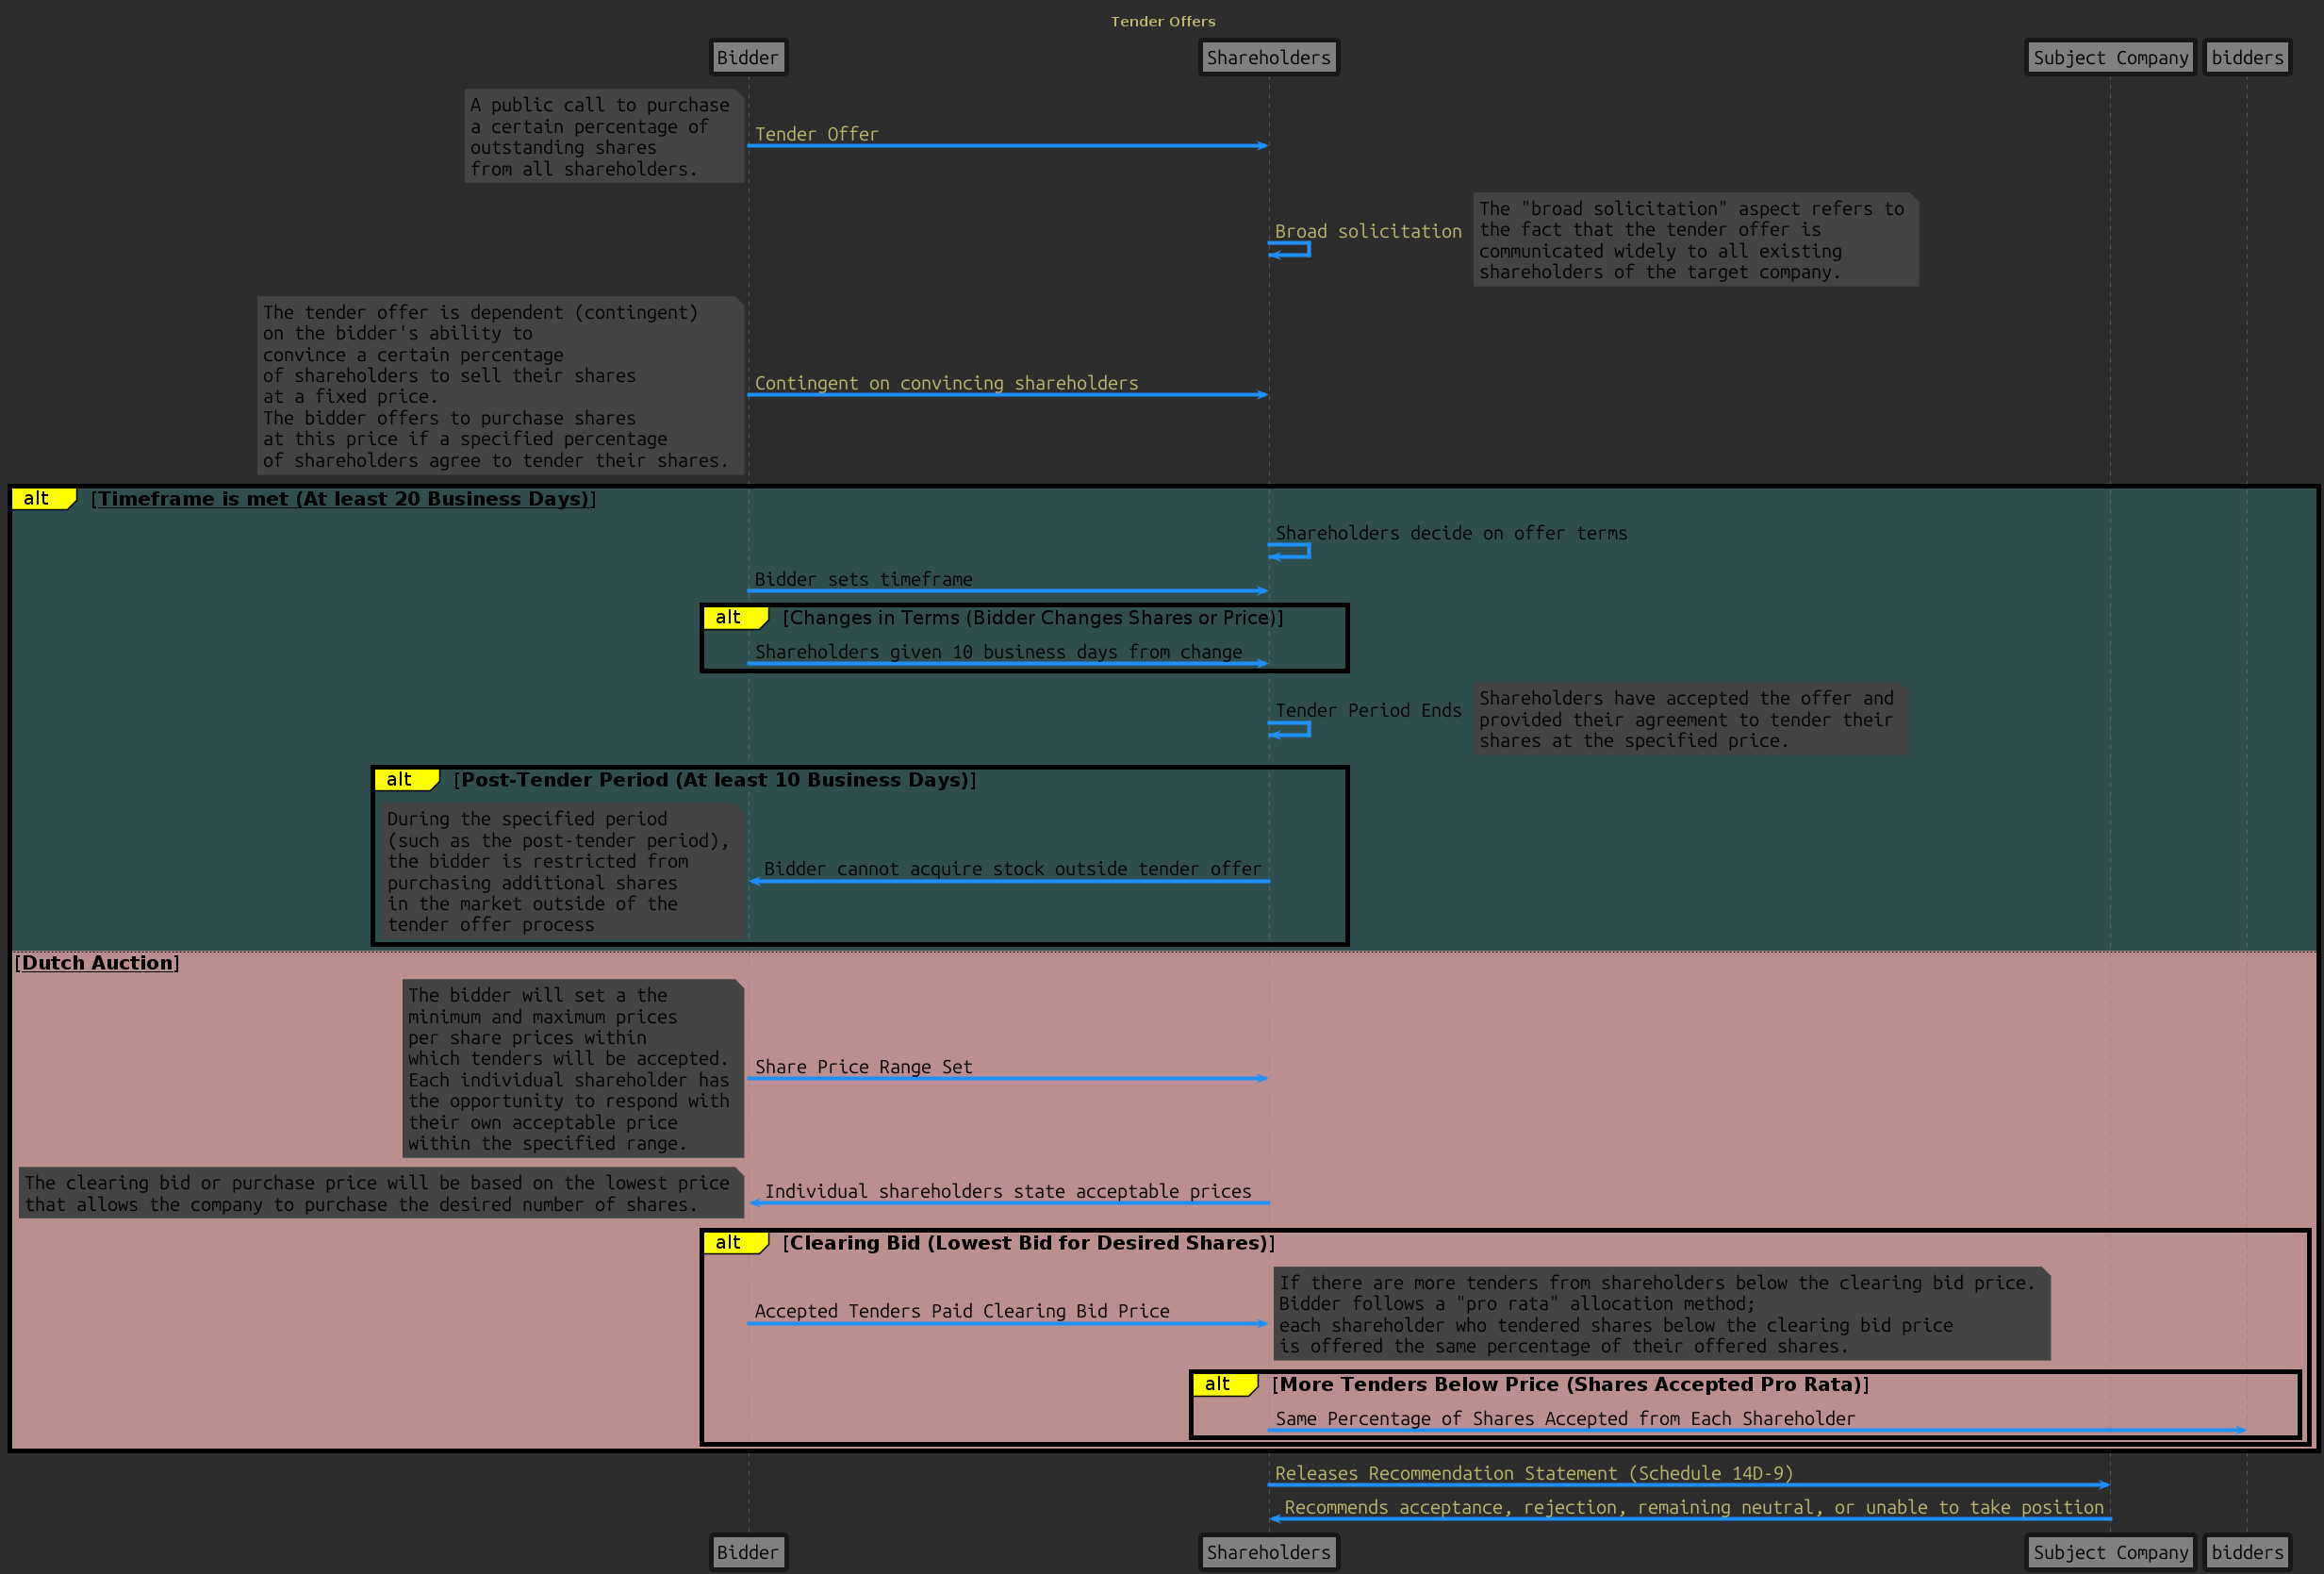 Tender Offers
Bidder
Shareholders
Subject Company
bidders
A public call to purchase
a certain percentage of
outstanding shares
from all shareholders.
Tender Offer
Broad solicitation
The "broad solicitation" aspect refers to
the fact that the tender offer is
communicated widely to all existing
shareholders of the target company.
The tender offer is dependent (contingent)
on the bidder's ability to
convince a certain percentage
of shareholders to sell their shares
at a fixed price.
The bidder offers to purchase shares
at this price if a specified percentage
of shareholders agree to tender their shares.
Contingent on convincing shareholders
alt [Timeframe is met (At least 20 Business Days)]
Shareholders decide on offer terms
Bidder sets timeframe
alt [Changes in Terms (Bidder Changes Shares or Price)]
Shareholders given 10 business days from change
Tender Period Ends
Shareholders have accepted the offer and
provided their agreement to tender their
shares at the specified price.
alt [Post-Tender Period (At least 10 Business Days)]
During the specified period
(such as the post-tender period),
the bidder is restricted from
purchasing additional shares
in the market outside of the
tender offer process
Bidder cannot acquire stock outside tender offer
[Dutch Auction]
The bidder will set a the
minimum and maximum prices
per share prices within
which tenders will be accepted.
Each individual shareholder has
the opportunity to respond with
their own acceptable price
within the specified range.
Share Price Range Set
The clearing bid or purchase price will be based on the lowest price
that allows the company to purchase the desired number of shares.
Individual shareholders state acceptable prices
alt [Clearing Bid (Lowest Bid for Desired Shares)]
Accepted Tenders Paid Clearing Bid Price
If there are more tenders from shareholders below the clearing bid price.
Bidder follows a "pro rata" allocation method;
each shareholder who tendered shares below the clearing bid price
is offered the same percentage of their offered shares.
alt [More Tenders Below Price (Shares Accepted Pro Rata)]
Same Percentage of Shares Accepted from Each Shareholder
Releases Recommendation Statement (Schedule 14D-9)
Recommends acceptance, rejection, remaining neutral, or unable to take position
Bidder
Shareholders
Subject Company
bidders